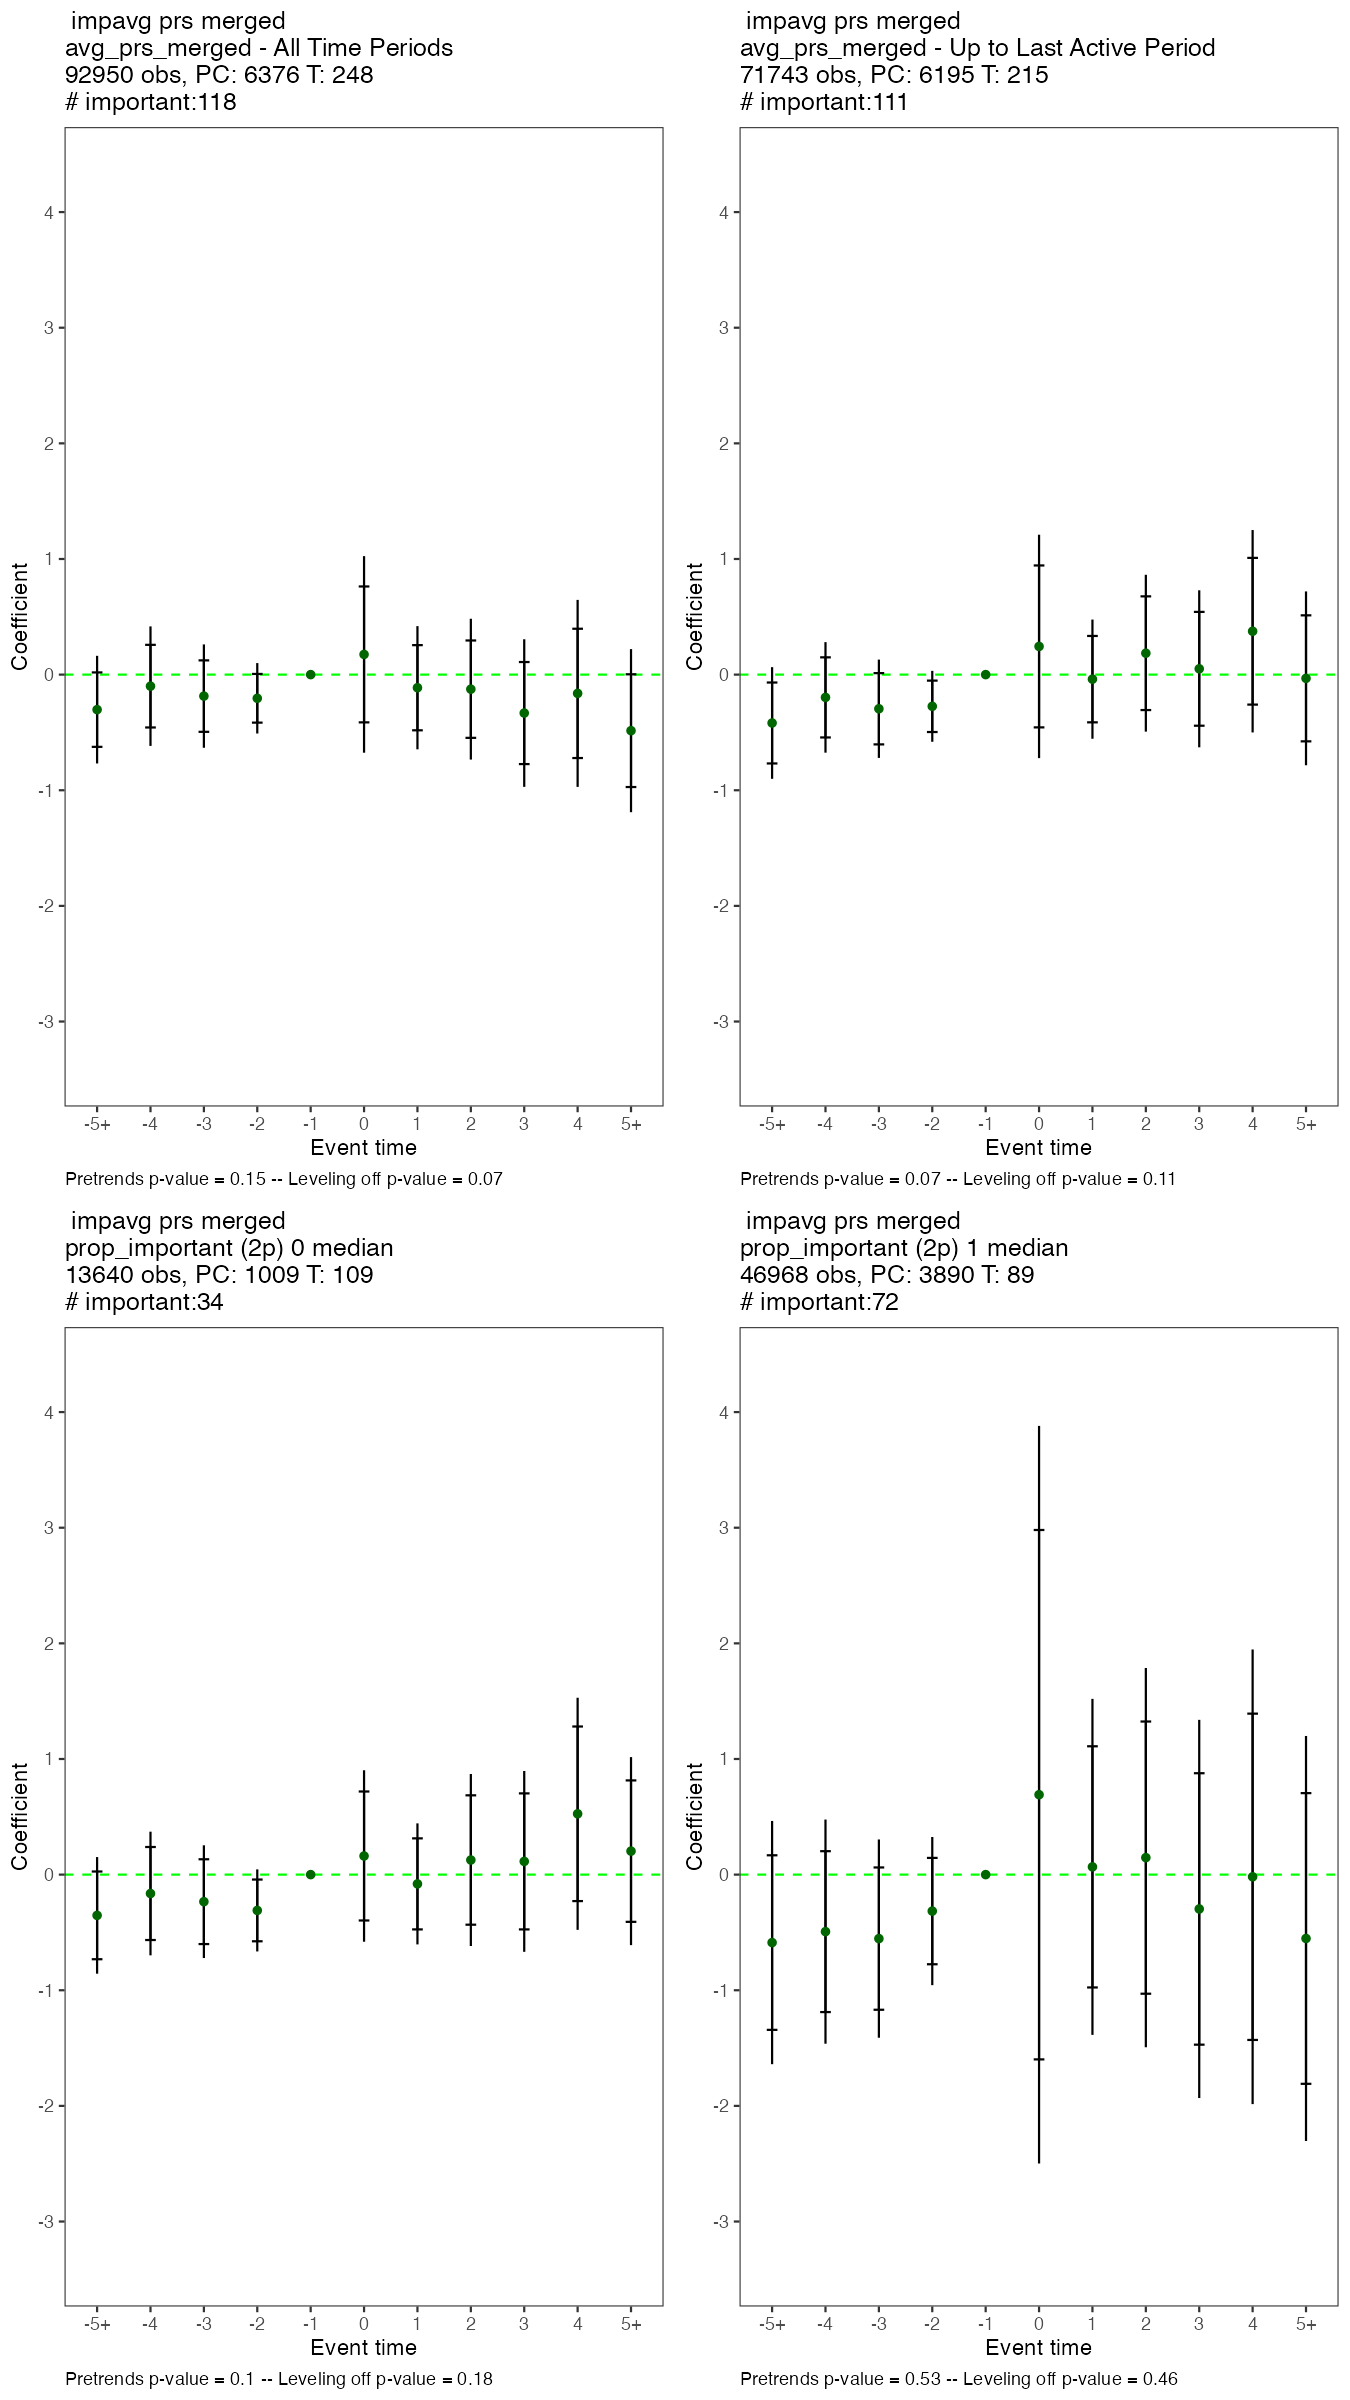 impavg prs merged
avg_prs_merged - All Time Periods
92950 obs, PC: 6376 T: 248
# important:118
4
3
2
1
0
-1
-2
-3
Coefficient
-5+ -4 -3 -2 -1 0 1 2 3 4 5+
Event time
Pretrends p-value = 0.15 -- Leveling off p-value = 0.07
impavg prs merged
avg_prs_merged - Up to Last Active Period
71743 obs, PC: 6195 T: 215
# important:111
4
3
2
1
0
-1
-2
-3
Coefficient
-5+ -4 -3 -2 -1 0 1 2 3 4 5+
Event time
Pretrends p-value = 0.07 -- Leveling off p-value = 0.11
impavg prs merged
prop_important (2p) 0 median
13640 obs, PC: 1009 T: 109
# important:34
4
3
2
1
0
-1
-2
-3
Coefficient
-5+ -4 -3 -2 -1 0 1 2 3 4 5+
Event time
Pretrends p-value = 0.1 -- Leveling off p-value = 0.18
impavg prs merged
prop_important (2p) 1 median
46968 obs, PC: 3890 T: 89
# important:72
4
3
2
1
0
-1
-2
-3
Coefficient
-5+ -4 -3 -2 -1 0 1 2 3 4 5+
Event time
Pretrends p-value = 0.53 -- Leveling off p-value = 0.46